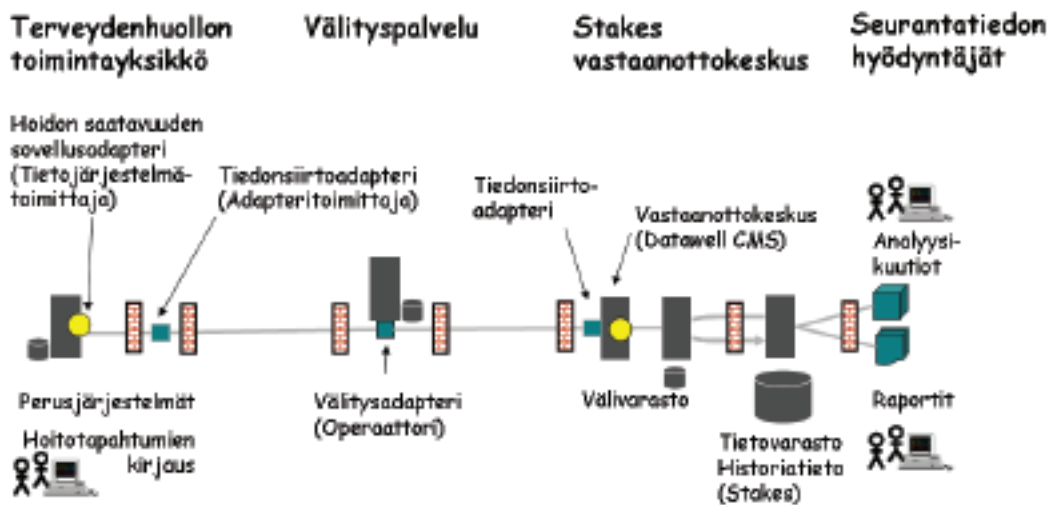 Terveydenhuollon
toimintayksikkö
Välityspalvelu
Stakes
vastaanottokeskus
Seurantatiedon
hyödyntäjät
Hoidon saatavuuden
sovellusadapteri
(Tietojärjestelmä-
toimittaja)
Tiedonsiirtoadapteri
(Adapteritoimittaja)
Tiedonsiirto-
adapteri
Vastaanottokeskus
(Datawell CMS)
Analyysi-
kuutiot
Perusjärjestelmät
Hoitotapahtumien
kirjaus
Välitysadapteri
(Operaattori)
Välivarasto
Tietovarasto
Historiatieto
(Stakes)
Raportit